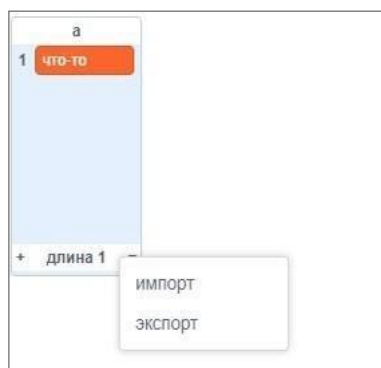 a
1 что-то
+ длина 1 =
импорт
экспорт